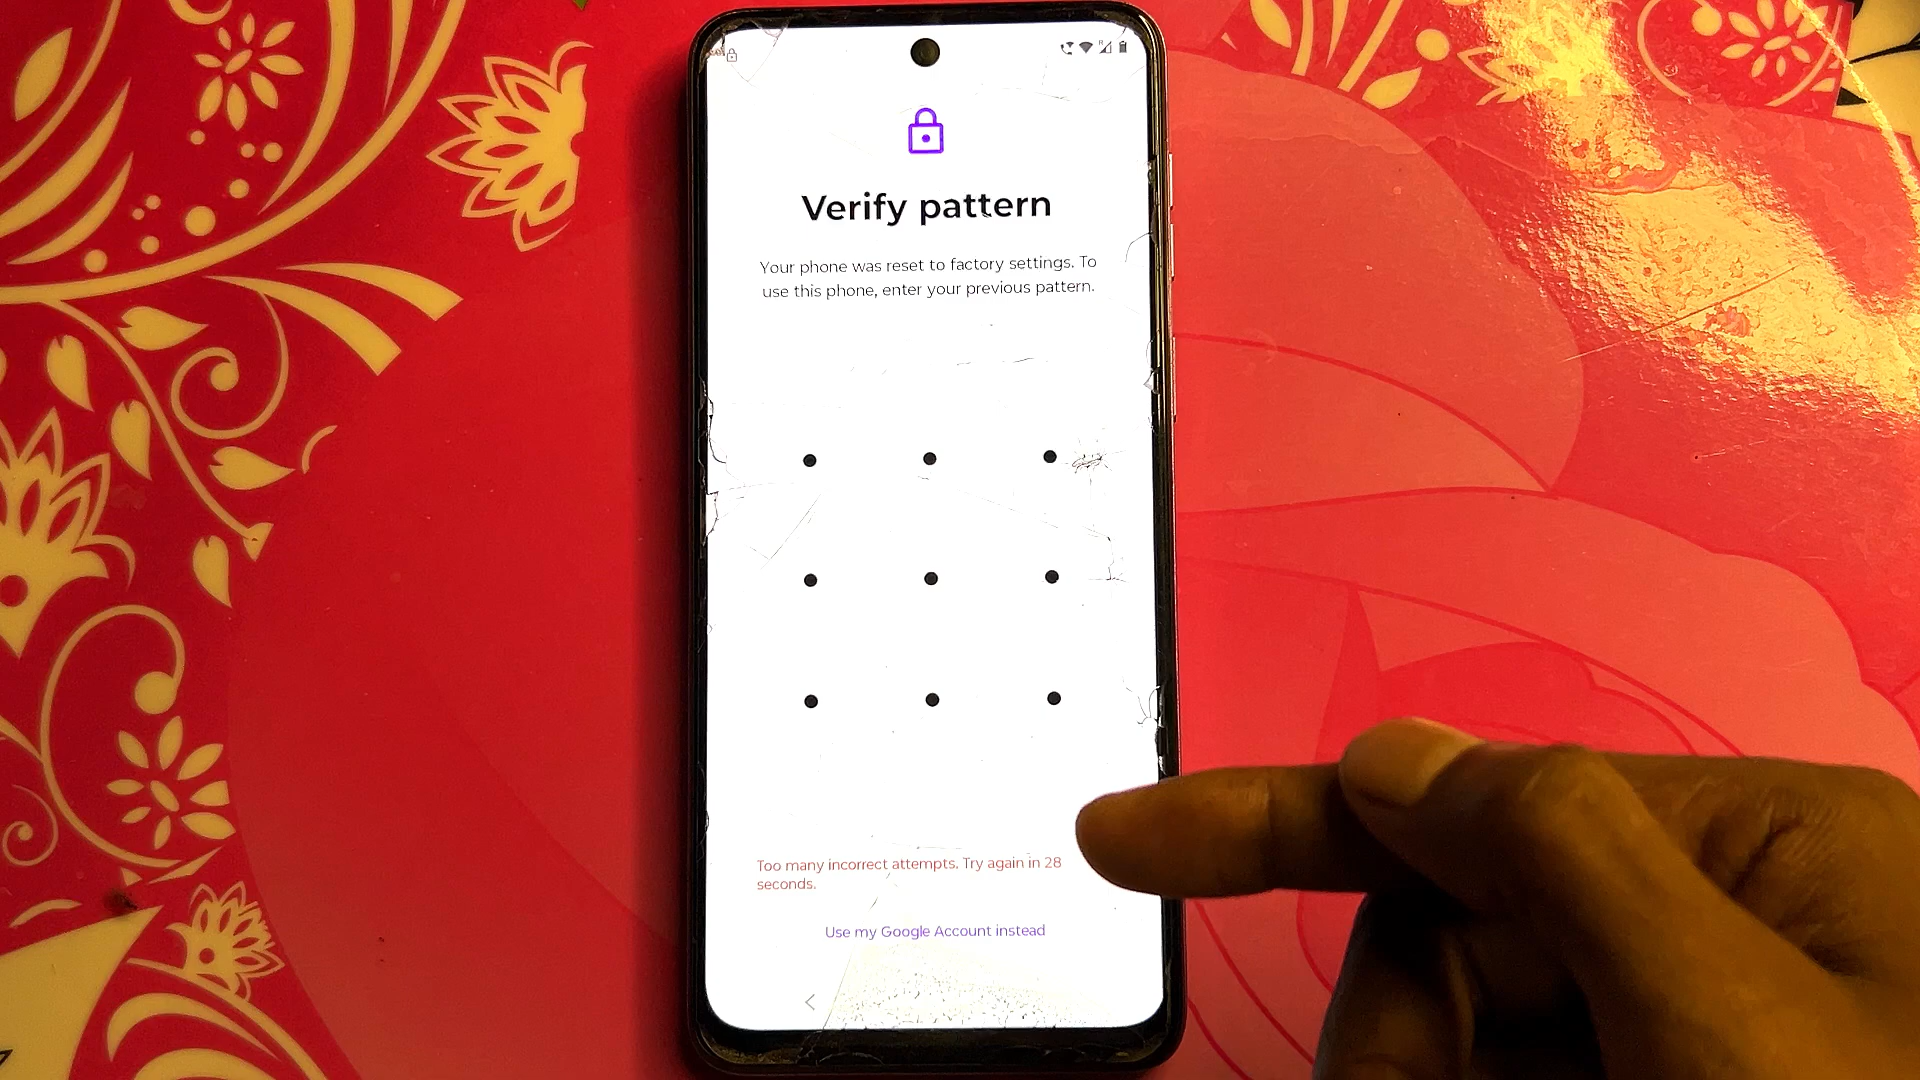 Verify pattern
Your phone was reset to factory settings. To
use this phone, enter your previous pattern.
Too many incorrect attempts. Try again in 28
seconds.
Use my Google Account instead